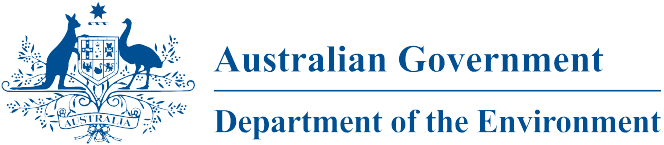 Australian Government
Department of the Environment
AUSTRALIA